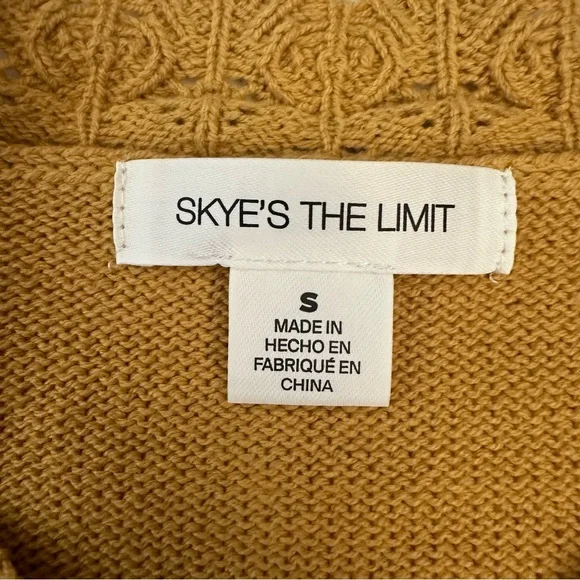 SKYE'S THE LIMIT
S
MADE IN
HECHO EN
FABRIQUÉ EN
CHINA